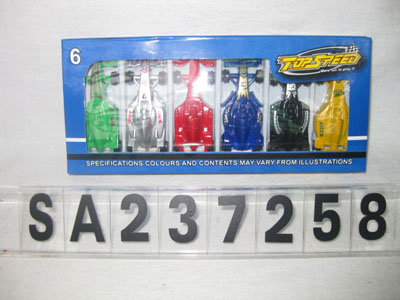 6
TOP SPEED
SPECIFICATIONS COLOURS AND CONTENTS MAY VARY FROM ILLUSTRATIONS
SA237258